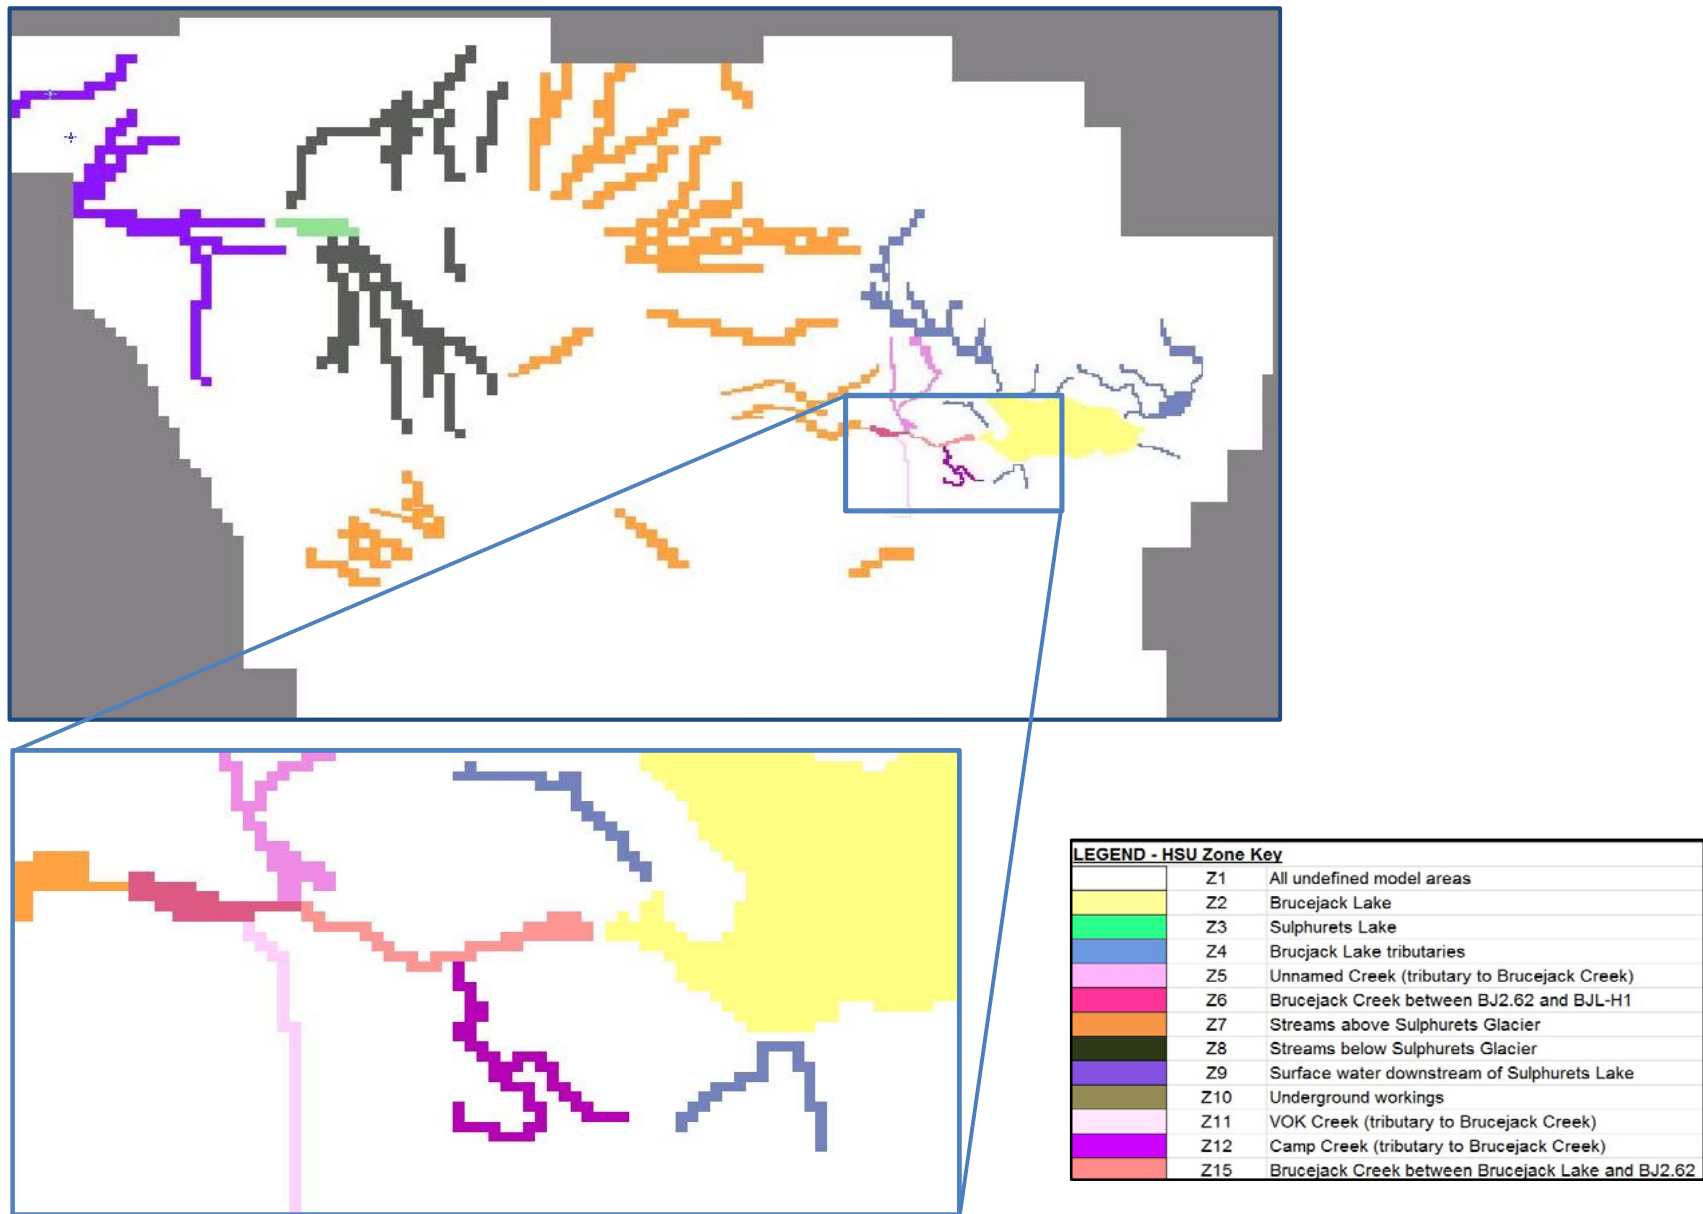 LEGEND - HSU Zone Key
Z1 All undefined model areas
Z2 Brucejack Lake
Z3 Sulphurets Lake
Z4 Brucjack Lake tributaries
Z5 Unnamed Creek (tributary to Brucejack Creek)
Z6 Brucejack Creek between BJ2.62 and BJL-H1
Z7 Streams above Sulphurets Glacier
Z8 Streams below Sulphurets Glacier
Z9 Surface water downstream of Sulphurets Lake
Z10 Underground workings
Z11 VOK Creek (tributary to Brucejack Creek)
Z12 Camp Creek (tributary to Brucejack Creek)
Z15 Brucejack Creek between Brucejack Lake and BJ2.62